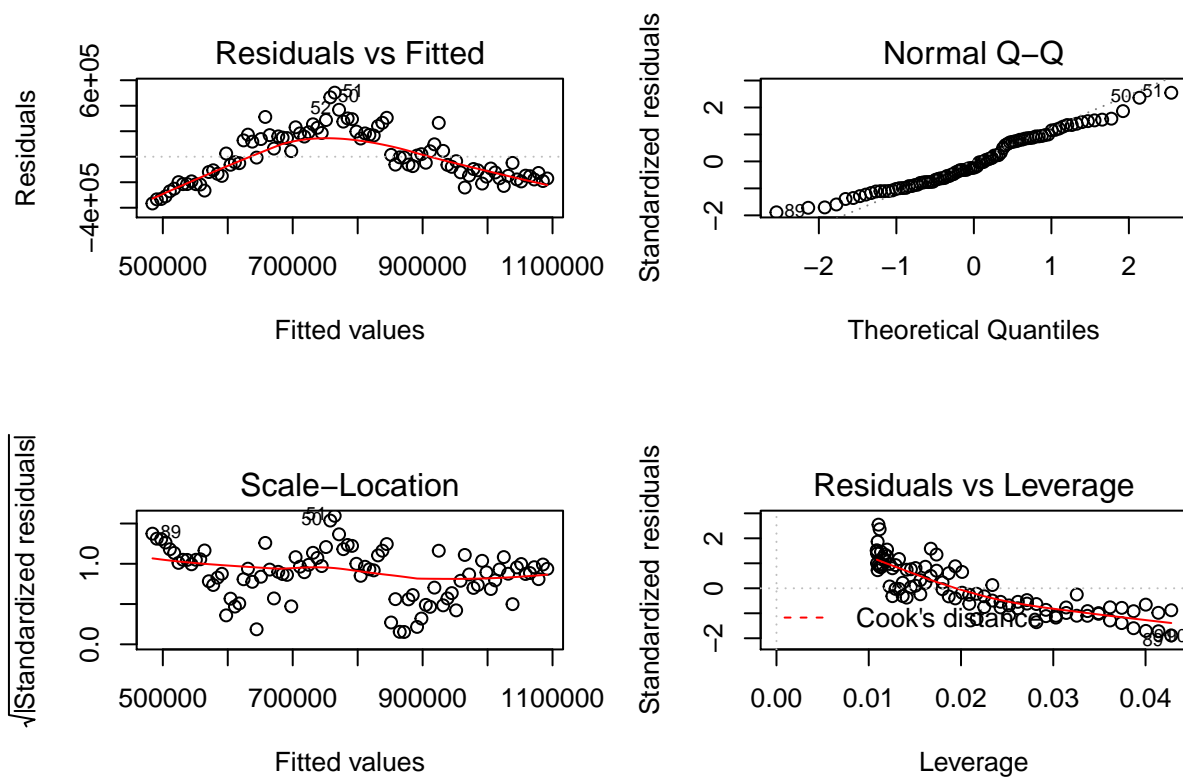 Residuals vs Fitted
Residuals
−4e+05
6e+05
52
51
50
500000
700000
900000
1100000
Fitted values
Normal Q−Q
Standardized residuals
−2
0
2
89
50
51
−2
−1
0
1
2
Theoretical Quantiles
Scale−Location
√|Standardized residuals|
0.0
1.0
89
51
50
500000
700000
900000
1100000
Fitted values
Residuals vs Leverage
Standardized residuals
−2
0
2
Cook's distance
89
0.00
0.01
0.02
0.03
0.04
Leverage